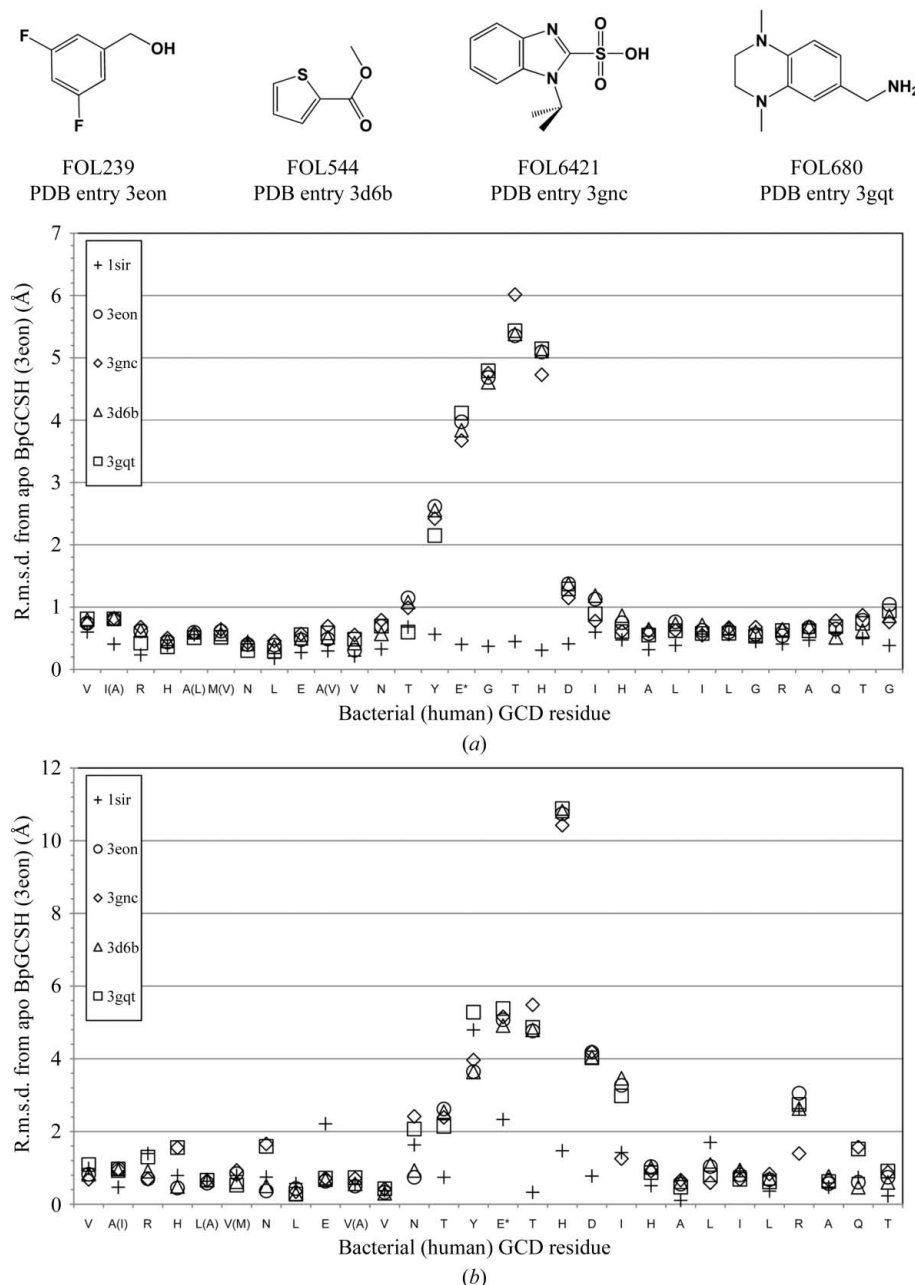 F
OH
F
S
O
O
N
N
O
S
OH
O
N
N
NH2
FOL239
PDB entry 3eon
FOL544
PDB entry 3d6b
FOL6421
PDB entry 3gnc
FOL680
PDB entry 3gqt
R.m.s.d. from apo BpGCSH (3eon) (Å)
7
6
5
4
3
2
1
0
1sir
3eon
3gnc
3d6b
3gqt
V I(A) R H A(L) M(V) N L E A(V) V N T Y E* G T H D I H A L I L G R A Q T G
Bacterial (human) GCD residue
(a)
R.m.s.d. from apo BpGCSH (3eon) (Å)
12
10
8
6
4
2
0
1sir
3eon
3gnc
3d6b
3gqt
V A(I) R H L(A) V(M) N L E V(A) V N T Y E* T H D I H A L I L R A Q T
Bacterial (human) GCD residue
(b)